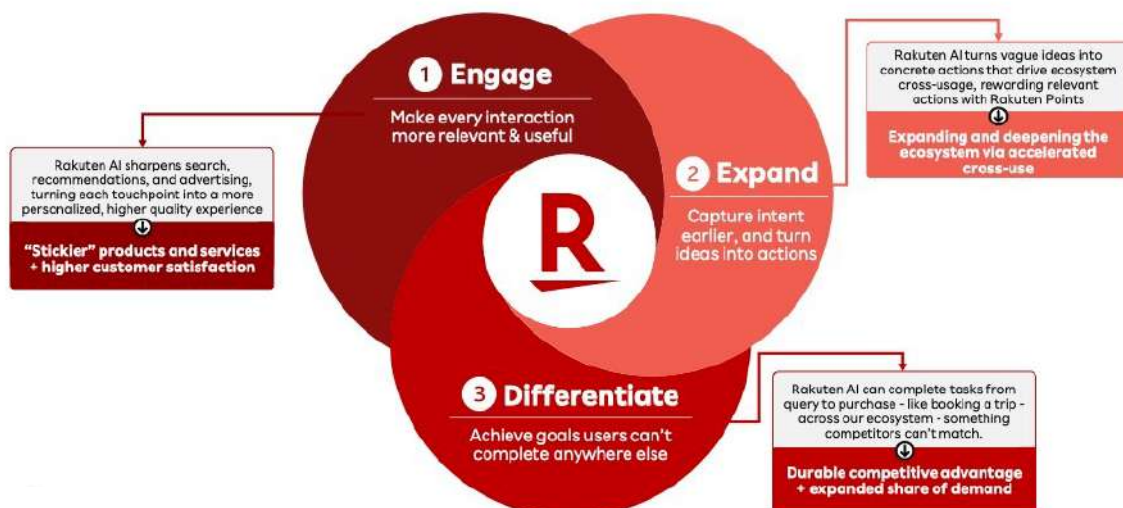 1 Engage
Make every interaction
more relevant & useful
Rakuten AI sharpens search,
recommendations, and advertising,
turning each touchpoint into a more
personalized, higher quality experience
“Stickier” products and services
+ higher customer satisfaction
2 Expand
Capture intent
earlier, and turn
ideas into actions
Rakuten AI turns vague ideas into
concrete actions that drive ecosystem
cross-usage, rewarding relevant
actions with Rakuten Points
Expanding and deepening the
ecosystem via accelerated
cross-use
R
3 Differentiate
Achieve goals users can't
complete anywhere else
Rakuten AI can complete tasks from
query to purchase - like booking a trip -
across our ecosystem - something
competitors can't match.
Durable competitive advantage
+ expanded share of demand